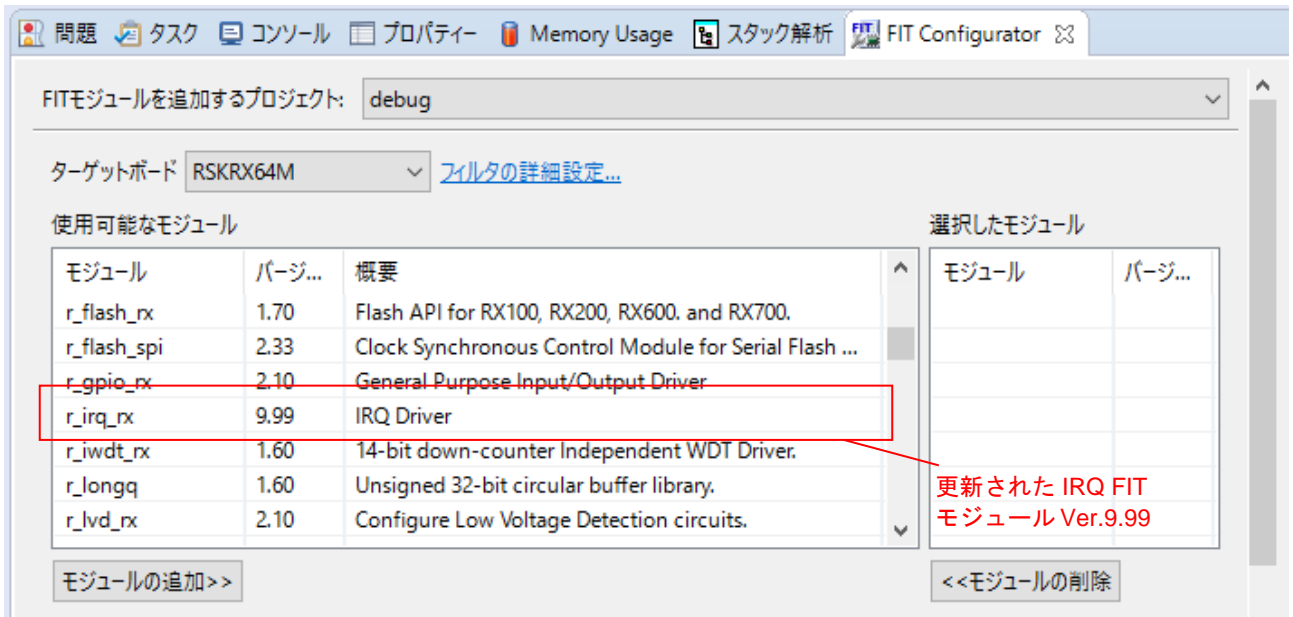 問題 タスク コンソール プロパティー Memory Usage スタック解析 FIT FIT Configurator
FITモジュールを追加するプロジェクト: debug
ターゲットボード RSKRX64M フィルタの詳細設定...
使用可能なモジュール 選択したモジュール
モジュール バージ... 概要 モジュール バージ...
r_flash_rx 1.70 Flash API for RX100, RX200, RX600. and RX700.
r_flash_spi 2.33 Clock Synchronous Control Module for Serial Flash ...
r_gpio_rx 2.10 General Purpose Input/Output Driver
r_irq_rx 9.99 IRQ Driver
r_iwdt_rx 1.60 14-bit down-counter Independent WDT Driver.
r_longq 1.60 Unsigned 32-bit circular buffer library.
r_lvd_rx 2.10 Configure Low Voltage Detection circuits.
更新された IRQ FIT
モジュール Ver.9.99
モジュールの追加>> <<モジュールの削除